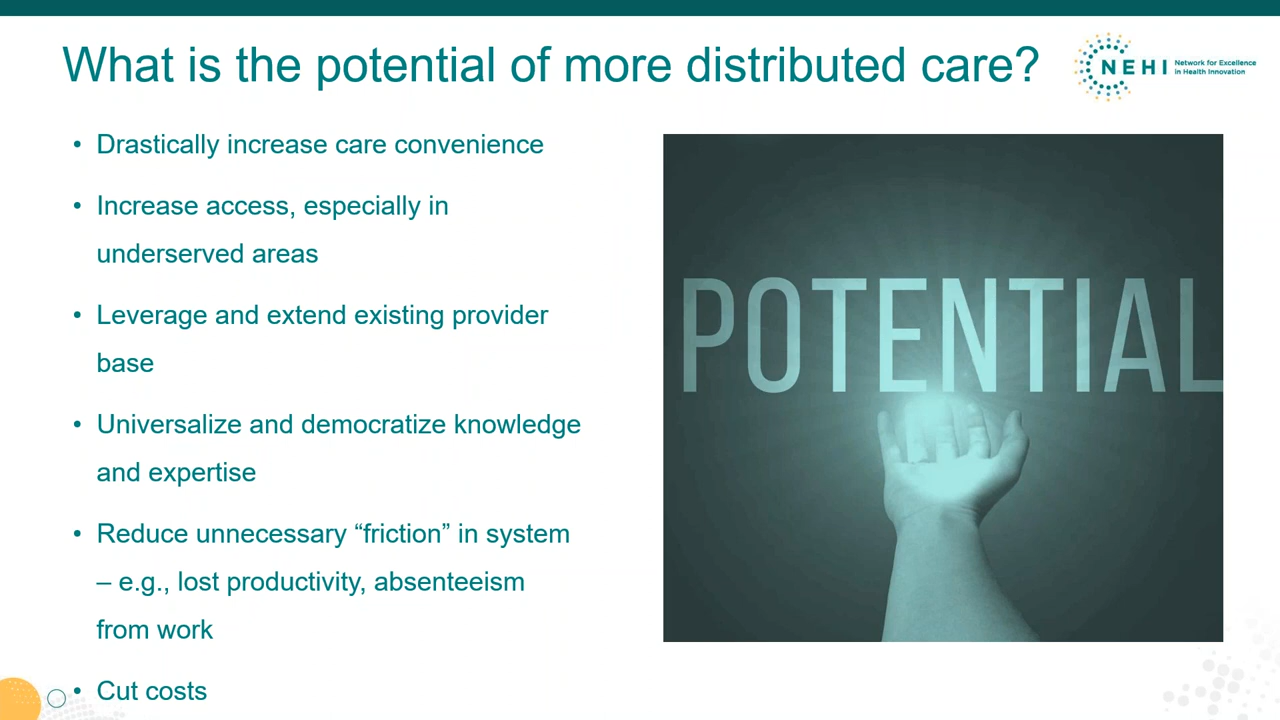 What is the potential of more distributed care?
NEHI
Network for Excellence
in Health Innovation
• Drastically increase care convenience
• Increase access, especially in
underserved areas
• Leverage and extend existing provider
base
• Universalize and democratize knowledge
and expertise
• Reduce unnecessary “friction” in system
– e.g., lost productivity, absenteeism
from work
• Cut costs
POTENTIAL